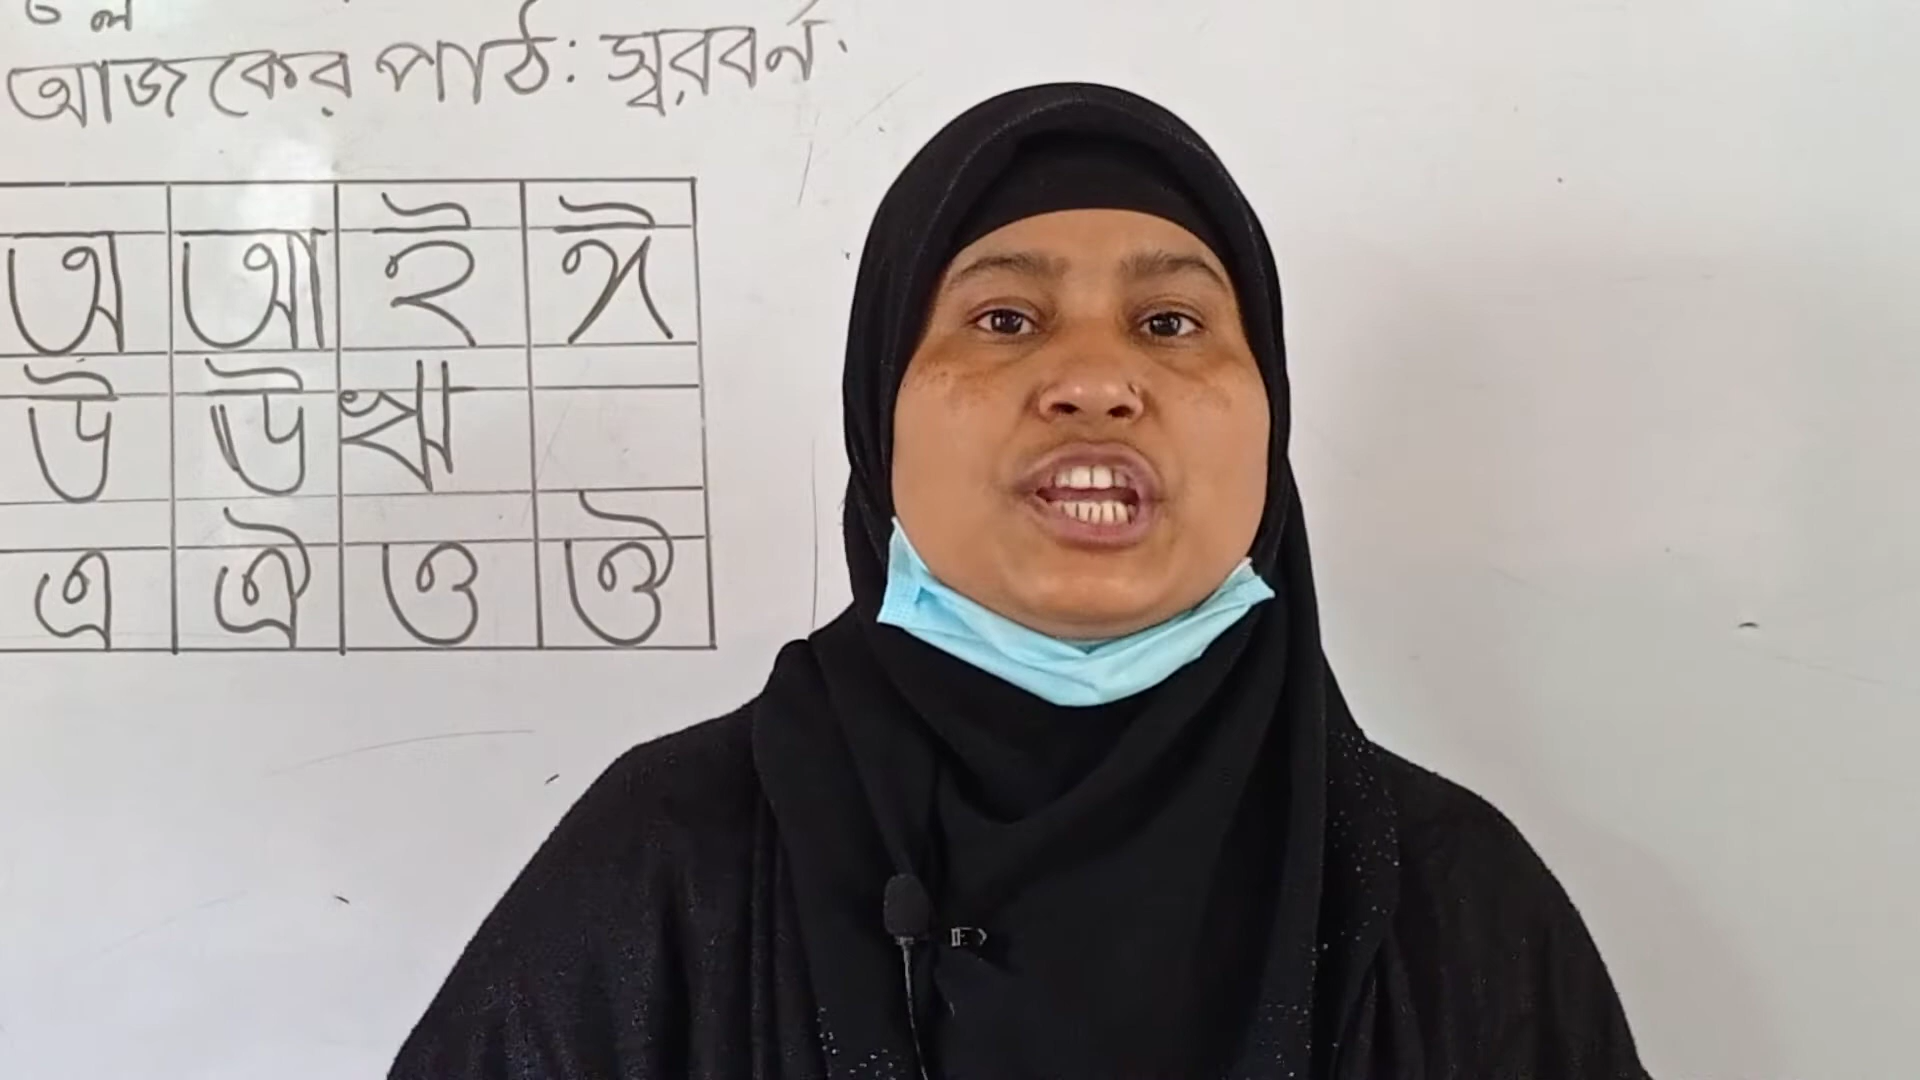 আজকের পাঠ: স্বরবর্ন
অ আ ই ঈ
উ ঊ ঋ
এ ঐ ও ঔ